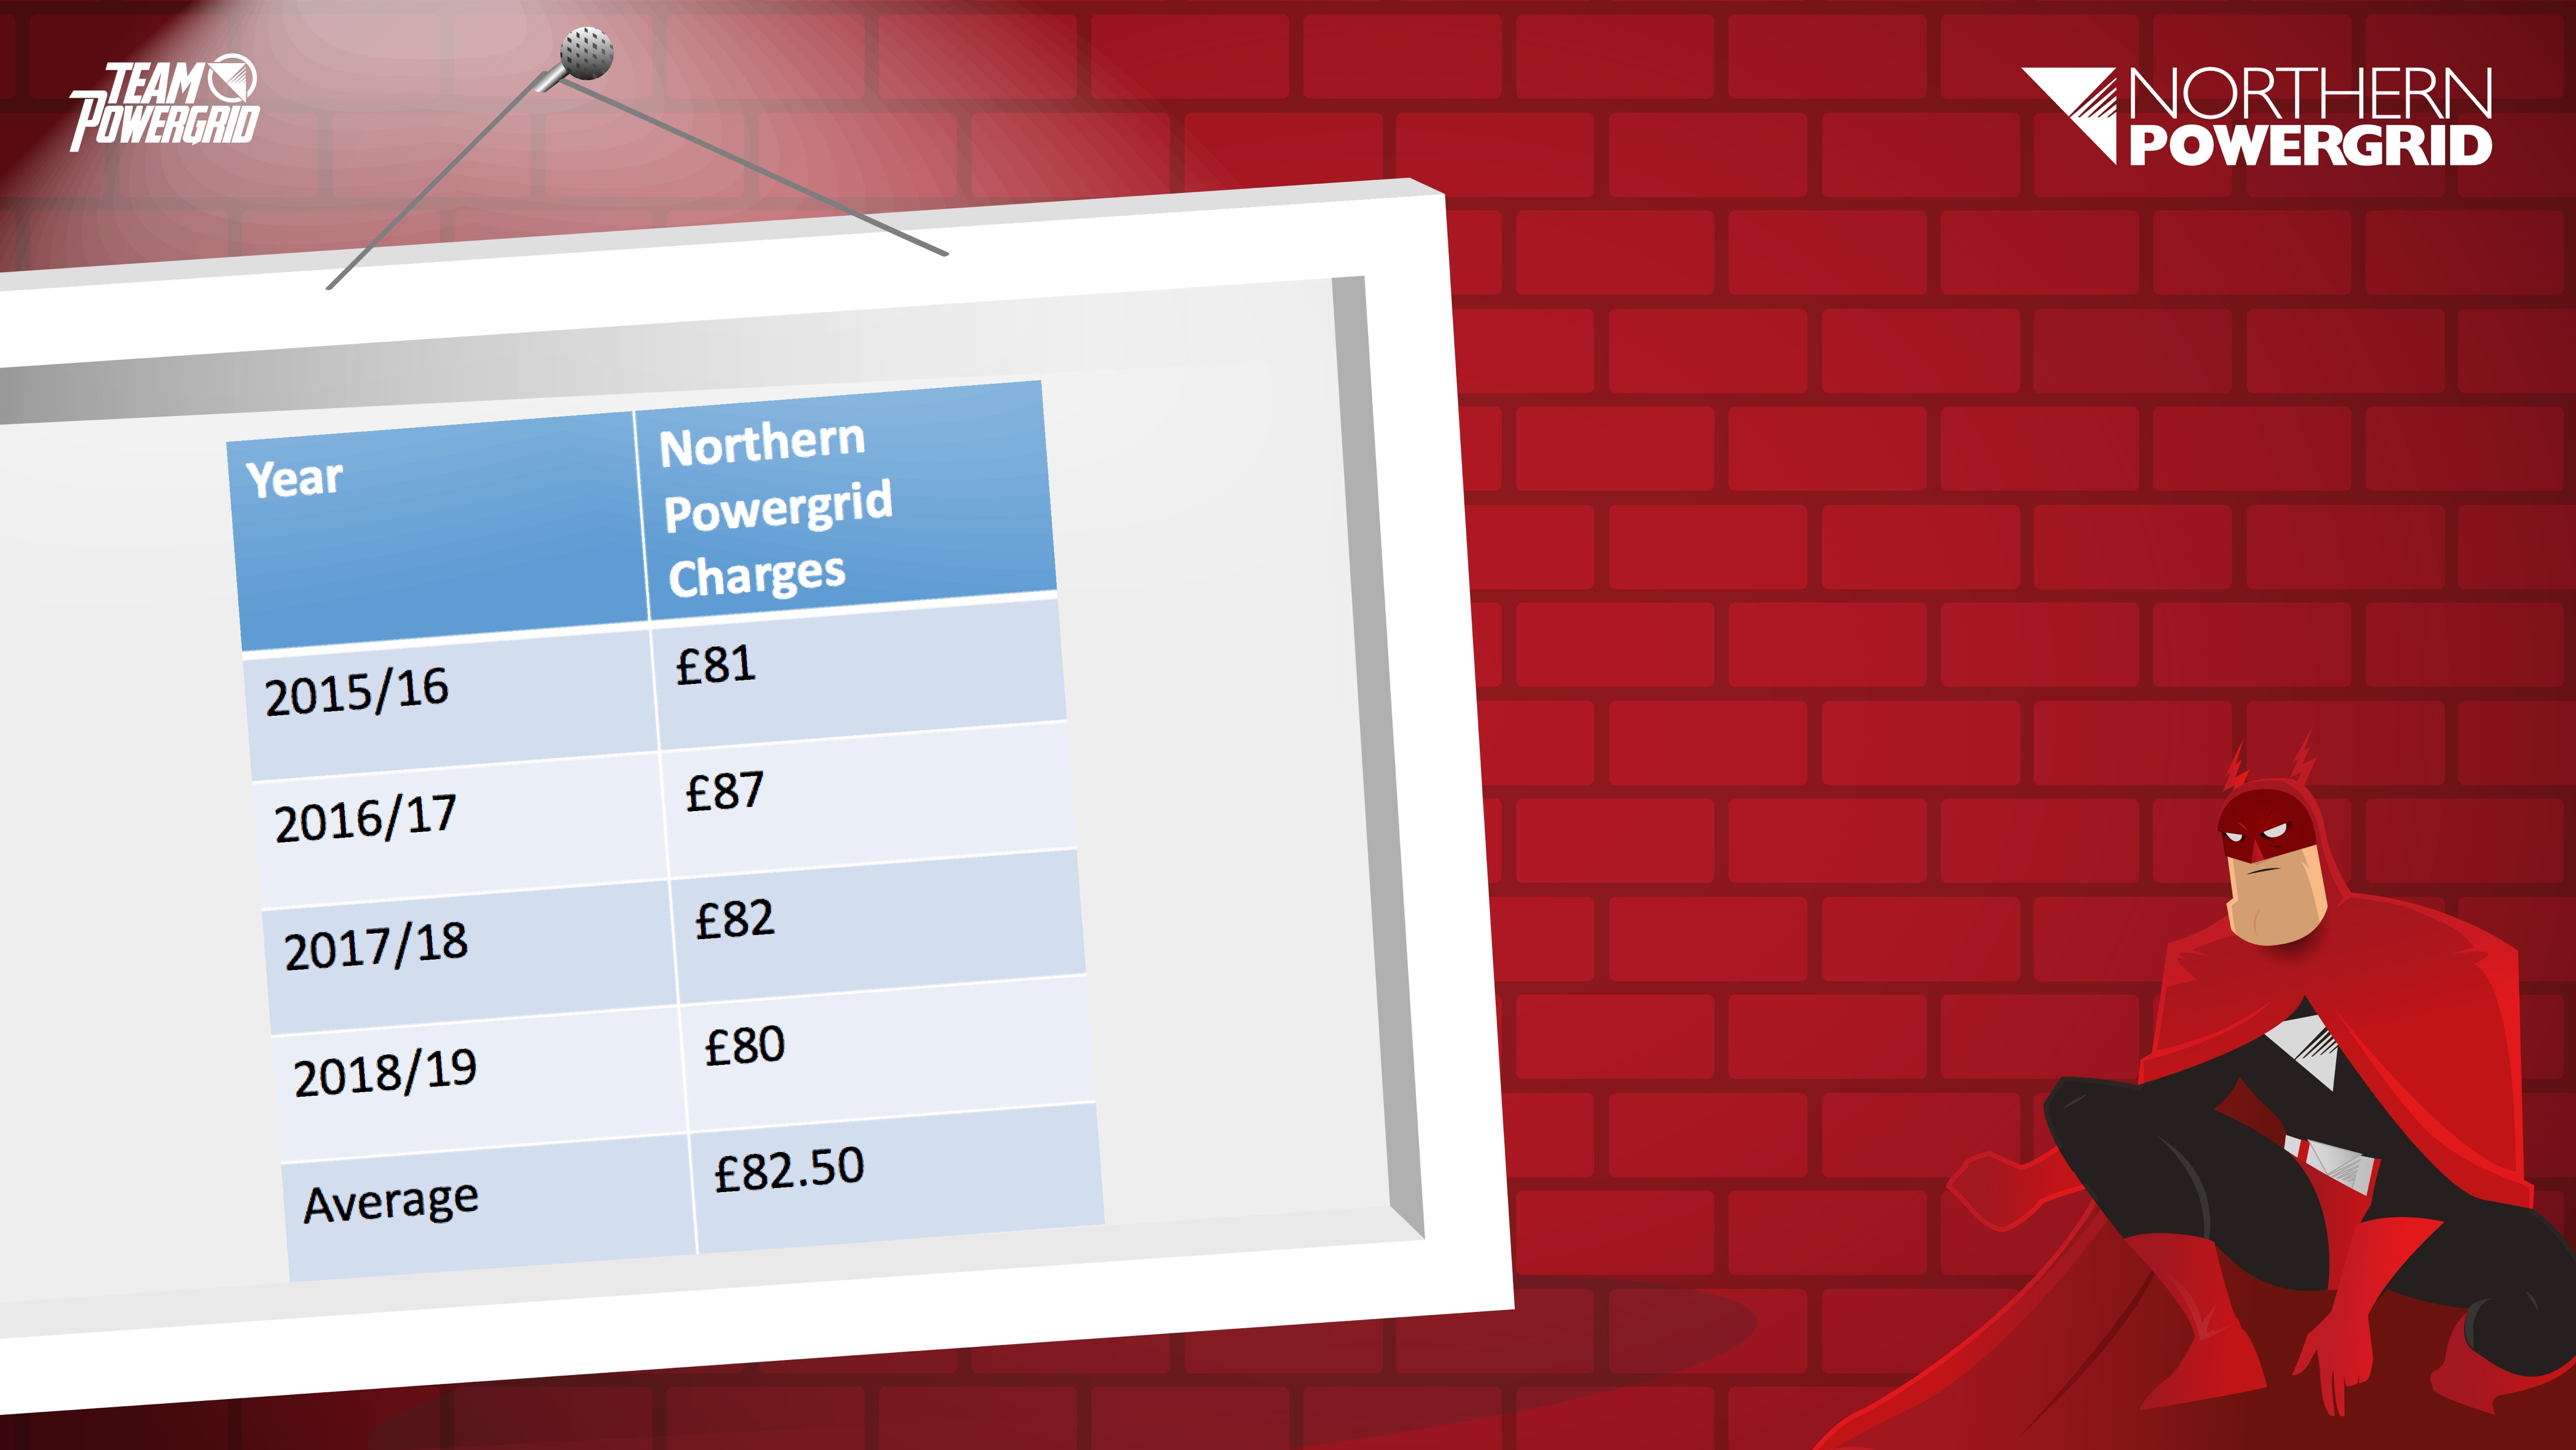 TEAM
POWERGRID
NORTHERN
POWERGRID
Year
Northern
Powergrid
Charges
2015/16
£81
2016/17
£87
2017/18
£82
2018/19
£80
Average
£82.50